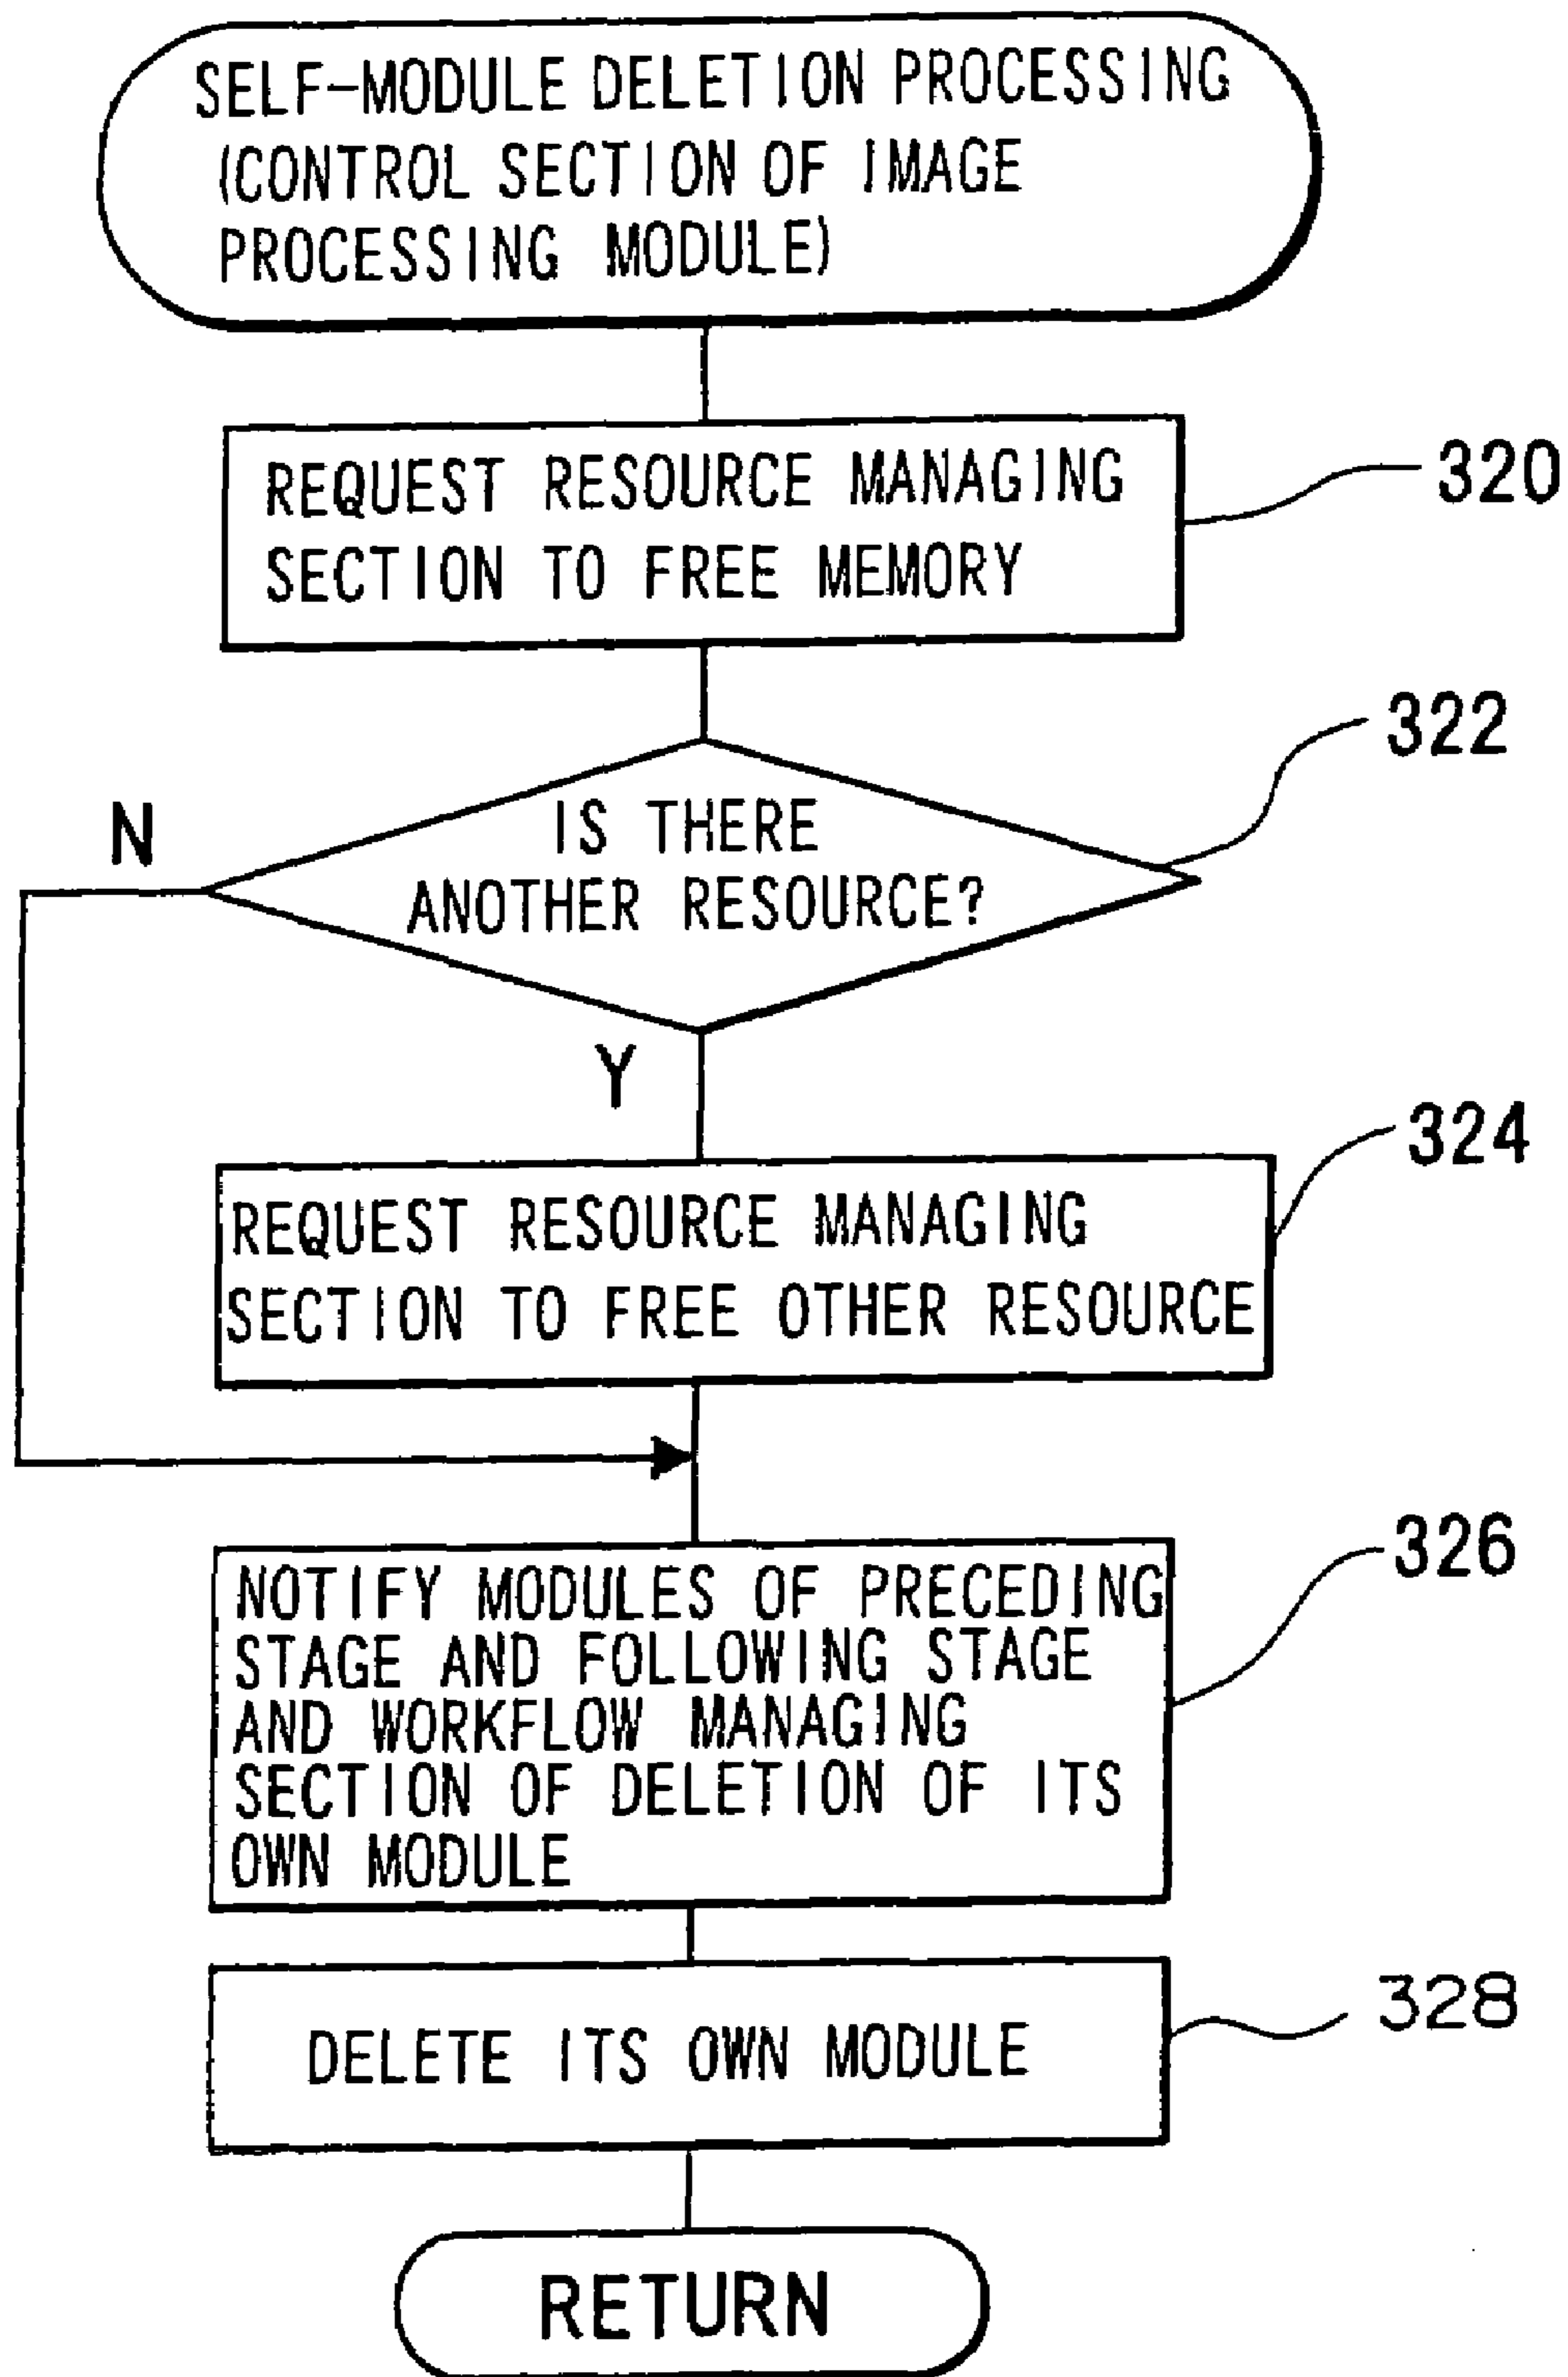 SELF-MODULE DELETION PROCESSING
(CONTROL SECTION OF IMAGE
PROCESSING MODULE)
REQUEST RESOURCE MANAGING
SECTION TO FREE MEMORY
320
IS THERE
ANOTHER RESOURCE?
322
N
Y
REQUEST RESOURCE MANAGING
SECTION TO FREE OTHER RESOURCE
324
NOTIFY MODULES OF PRECEDING
STAGE AND FOLLOWING STAGE
AND WORKFLOW MANAGING
SECTION OF DELETION OF ITS
OWN MODULE
326
DELETE ITS OWN MODULE
328
RETURN